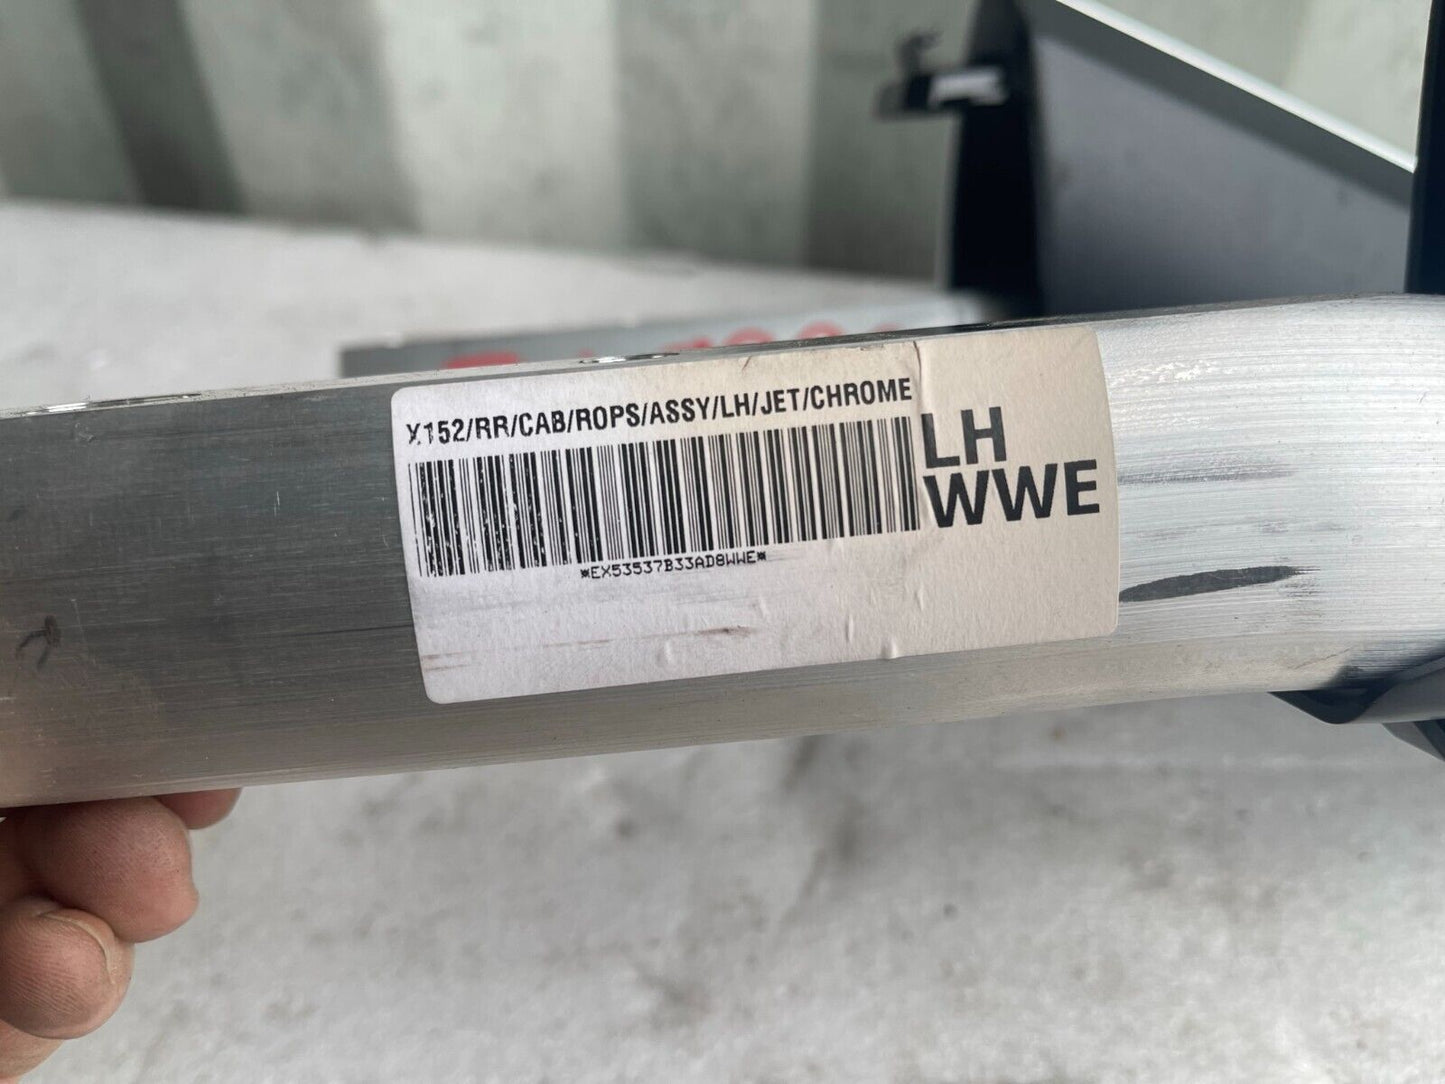 X152/RR/CAB/ROPS/ASSY/LH/JET/CHROME
LH
WWE
*EX53537B33AD8WWE*